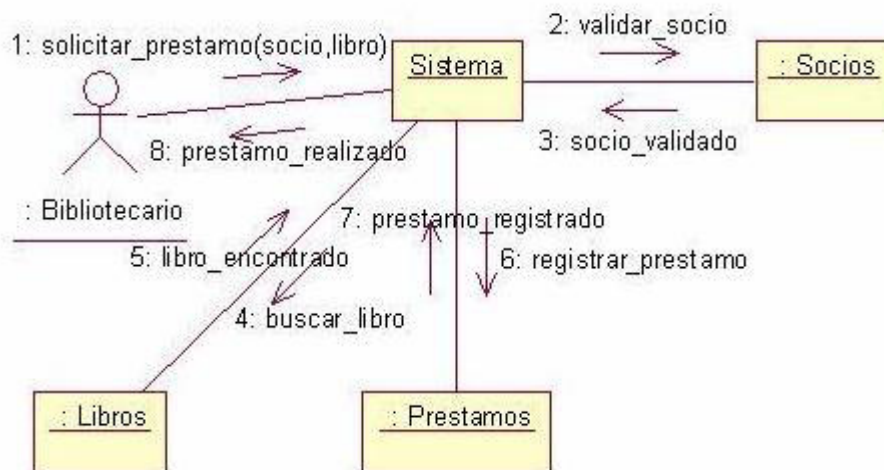 1: solicitar_prestamo(socio,libro)
2: validar_socio
Sistema
: Socios
3: socio_validado
8: prestamo_realizado
: Bibliotecario
7: prestamo_registrado
5: libro_encontrado
6: registrar_prestamo
4: buscar_libro
: Libros
: Prestamos